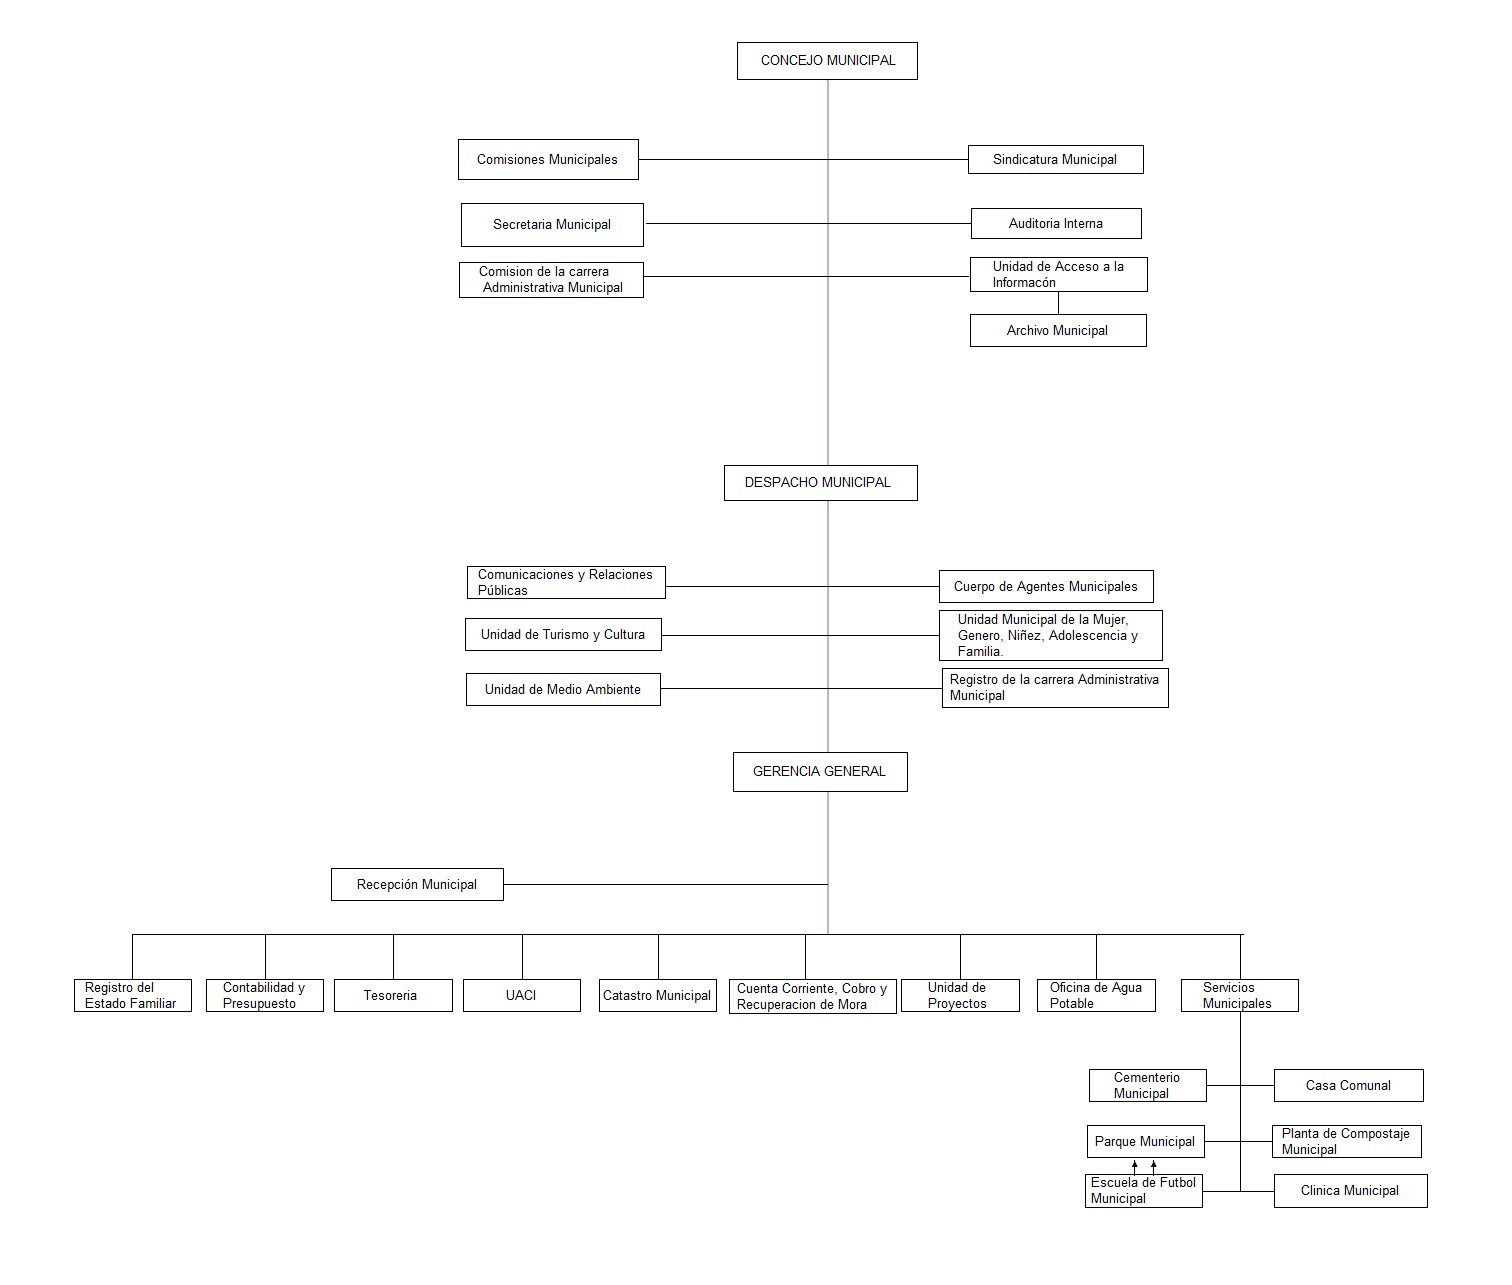 CONCEJO MUNICIPAL
Comisiones Municipales
Sindicatura Municipal
Secretaria Municipal
Auditoria Interna
Comision de la carrera
Administrativa Municipal
Unidad de Acceso a la
Informacón
Archivo Municipal
DESPACHO MUNICIPAL
Comunicaciones y Relaciones
Públicas
Cuerpo de Agentes Municipales
Unidad de Turismo y Cultura
Unidad Municipal de la Mujer,
Genero, Niñez, Adolescencia y
Familia.
Unidad de Medio Ambiente
Registro de la carrera Administrativa
Municipal
GERENCIA GENERAL
Recepción Municipal
Registro del
Estado Familiar
Contabilidad y
Presupuesto
Tesoreria
UACI
Catastro Municipal
Cuenta Corriente, Cobro y
Recuperacion de Mora
Unidad de
Proyectos
Oficina de Agua
Potable
Servicios
Municipales
Cementerio
Municipal
Casa Comunal
Parque Municipal
Planta de Compostaje
Municipal
Escuela de Futbol
Municipal
Clinica Municipal